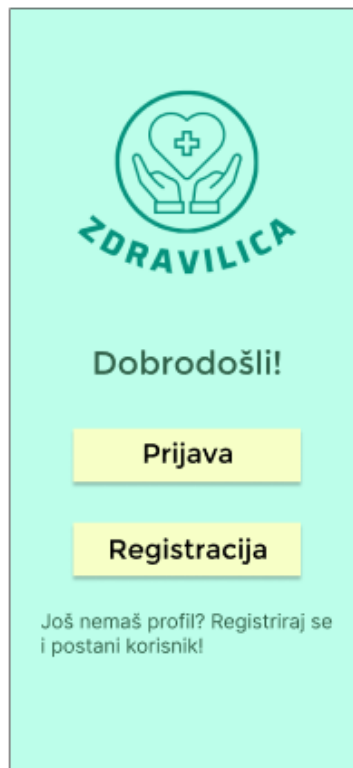 ZDRAVILICA
Dobrodošli!
Prijava
Registracija
Još nemaš profil? Registriraj se
i postani korisnik!